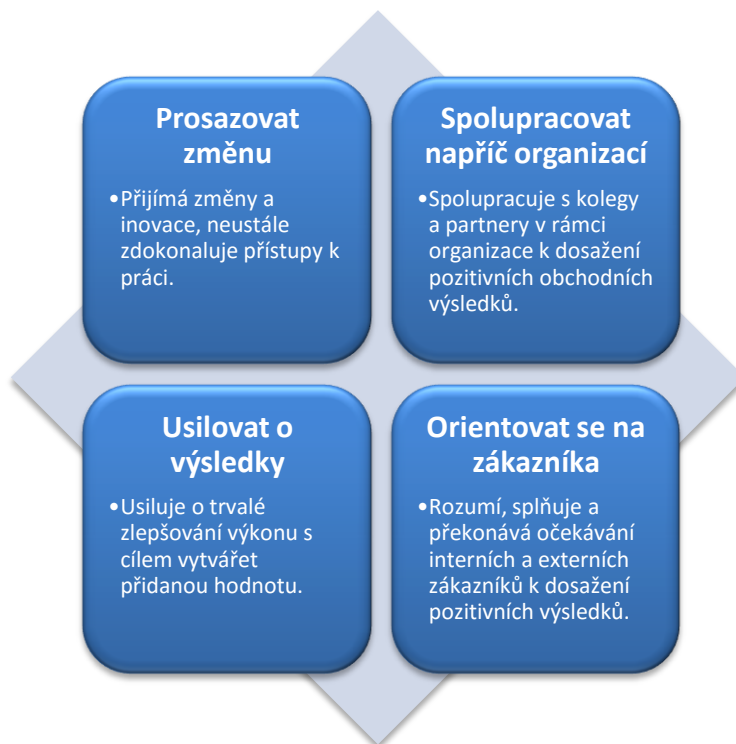 Prosazovat
změnu
•Přijímá změny a
inovace, neustále
zdokonaluje přístupy k
práci.
Spolupracovat
napříč organizací
•Spolupracuje s kolegy
a partnery v rámci
organizace k dosažení
pozitivních obchodních
výsledků.
Usilovat o
výsledky
•Usiluje o trvalé
zlepšování výkonu s
cílem vytvářet
přidanou hodnotu.
Orientovat se na
zákazníka
•Rozumí, splňuje a
překonává očekávání
interních a externích
zákazníků k dosažení
pozitivních výsledků.